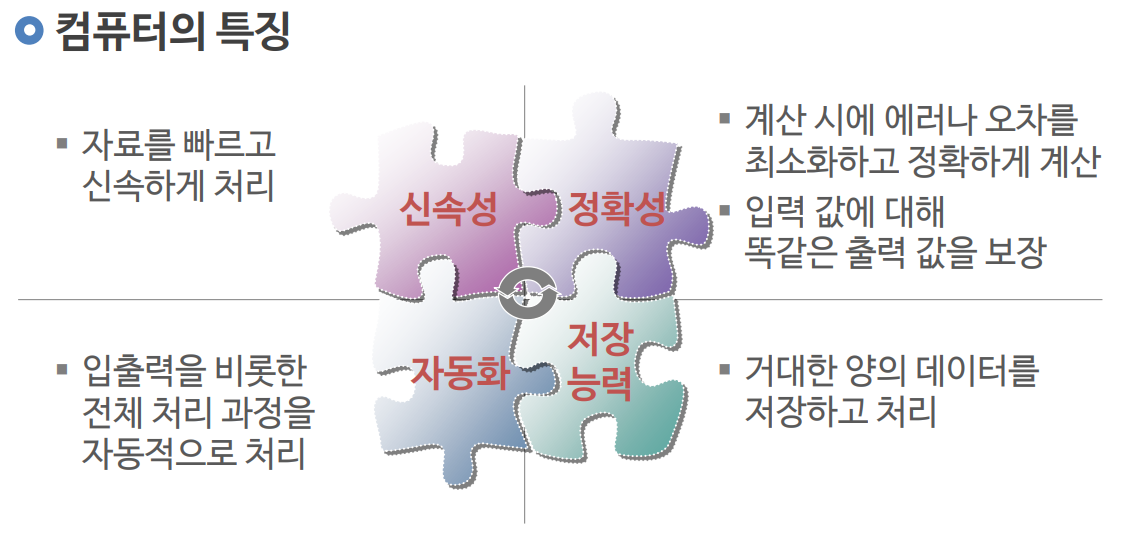 컴퓨터의 특징
자료를 빠르고
신속하게 처리
신속성
정확성
계산 시에 에러나 오차를
최소화하고 정확하게 계산
입력 값에 대해
똑같은 출력 값을 보장
입출력을 비롯한
전체 처리 과정을
자동적으로 처리
자동화
저장
능력
거대한 양의 데이터를
저장하고 처리